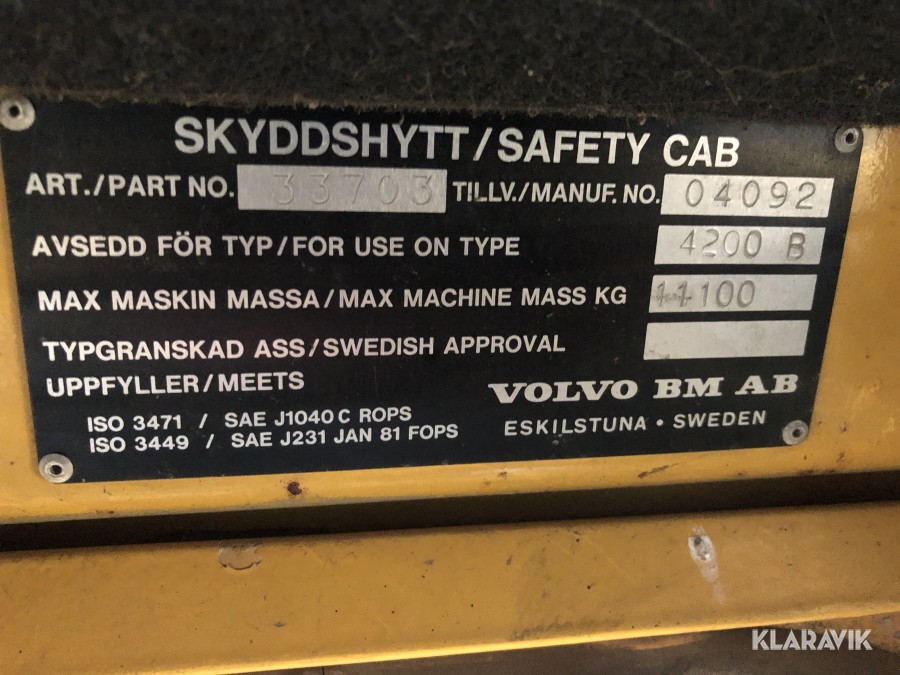 SKYDDSHYTT/SAFETY CAB
ART./PART NO. 33703 TILLV./MANUF. NO. 04092
AVSEDD FÖR TYP/FOR USE ON TYPE 4200 B
MAX MASKIN MASSA/MAX MACHINE MASS KG 11100
TYPGRANSKAD ASS/SWEDISH APPROVAL
UPPFYLLER/MEETS
VOLVO BM AB
ISO 3471 / SAE J1040 C ROPS
ESKILSTUNA • SWEDEN
ISO 3449 / SAE J231 JAN 81 FOPS
KLARAVIK